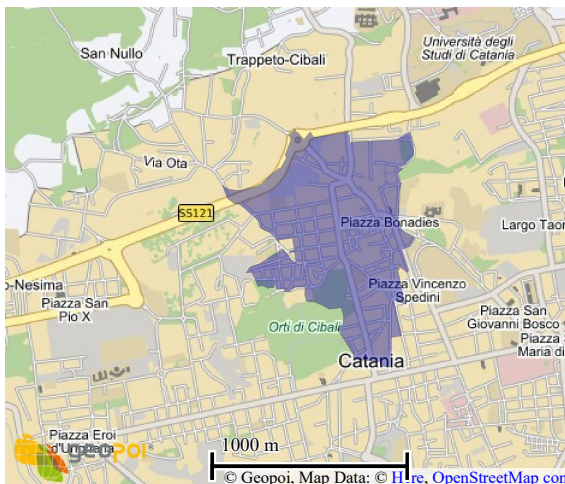 San Nullo
Trappeto-Cibali
Università degli
Studi di Catania
Via Ota
SS121
Piazza Bonadies
Largo Taor
o-Nesima
Piazza San
Pio X
Piazza Vincenzo
Spedini
Piazza San
Giovanni Bosco
Piazza S
Maria di
Orti di Cibali
Catania
Piazza Eroi
d'Ungheria
geopoi
1000 m
© Geopoi, Map Data: © Here, OpenStreetMap con